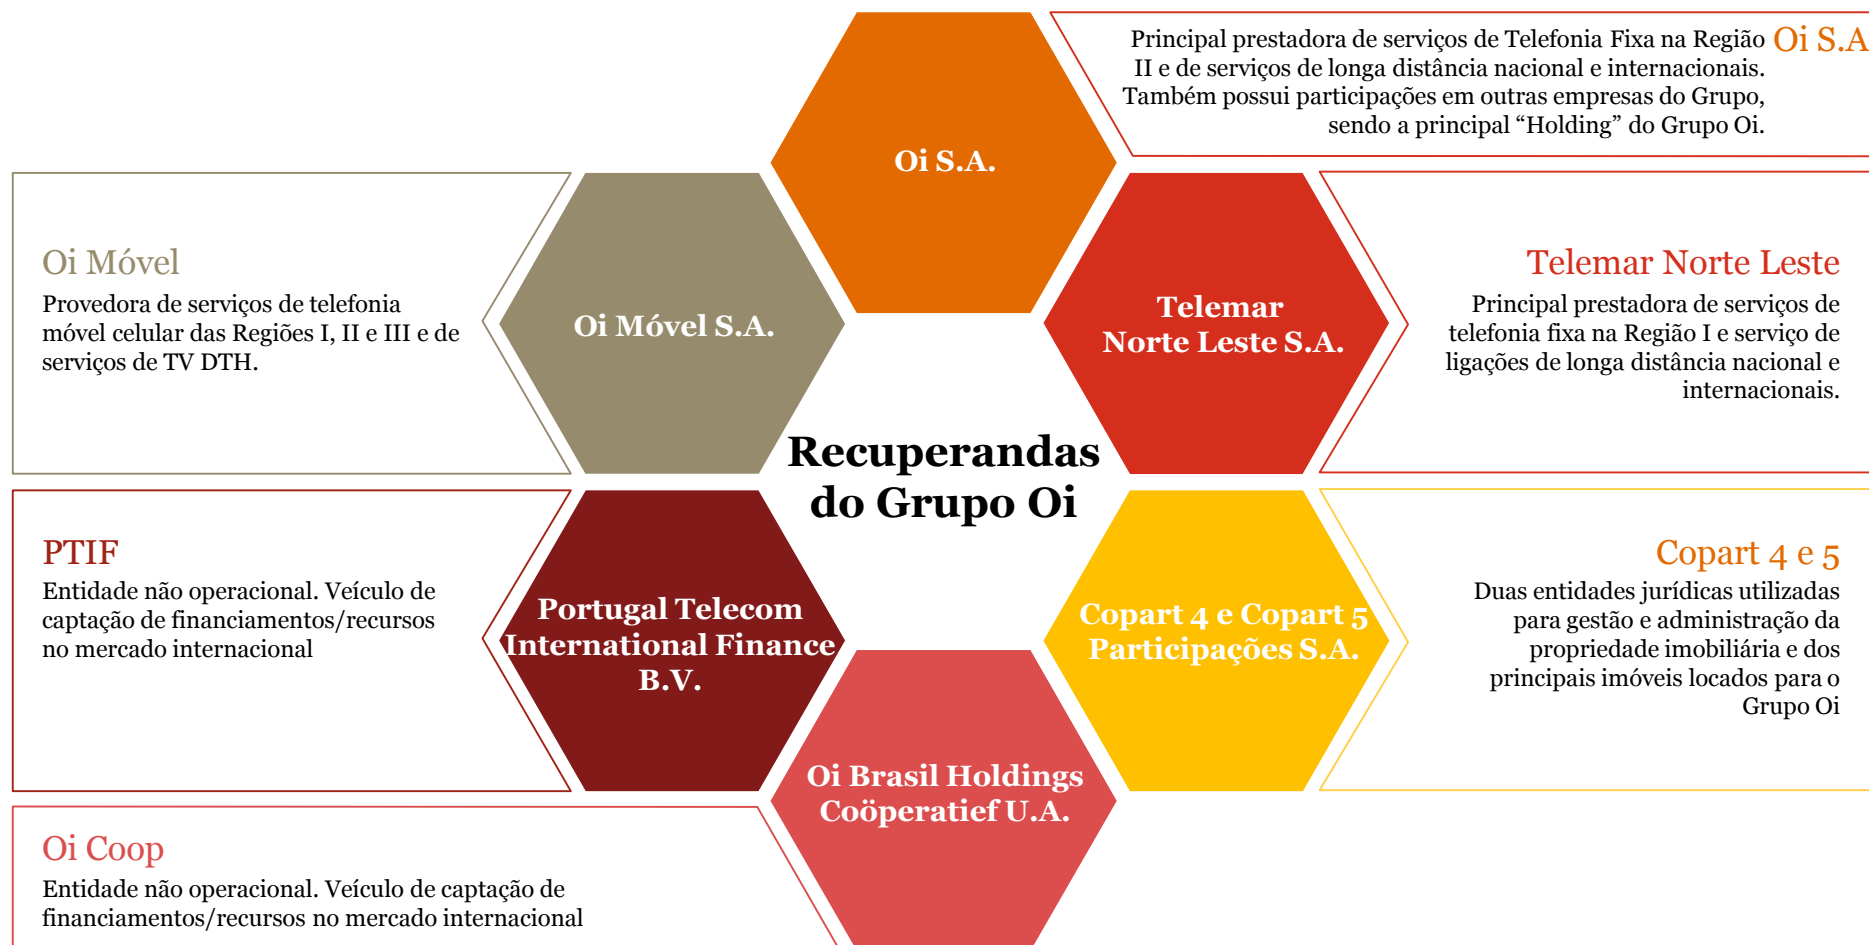 Oi S.A
Principal prestadora de serviços de Telefonia Fixa na Região
II e de serviços de longa distância nacional e internacionais.
Também possui participações em outras empresas do Grupo,
sendo a principal “Holding” do Grupo Oi.
Oi S.A.
Oi Móvel
Provedora de serviços de telefonia
móvel celular das Regiões I, II e III e de
serviços de TV DTH.
Oi Móvel S.A.
Telemar
Norte Leste S.A.
Telemar Norte Leste
Principal prestadora de serviços de
telefonia fixa na Região I e serviço de
ligações de longa distância nacional e
internacionais.
Recuperandas
do Grupo Oi
PTIF
Entidade não operacional. Veículo de
captação de financiamentos/recursos
no mercado internacional
Portugal Telecom
International Finance
B.V.
Copart 4 e Copart 5
Participações S.A.
Copart 4 e 5
Duas entidades jurídicas utilizadas
para gestão e administração da
propriedade imobiliária e dos
principais imóveis locados para o
Grupo Oi
Oi Brasil Holdings
Coöperatief U.A.
Oi Coop
Entidade não operacional. Veículo de captação de
financiamentos/recursos no mercado internacional